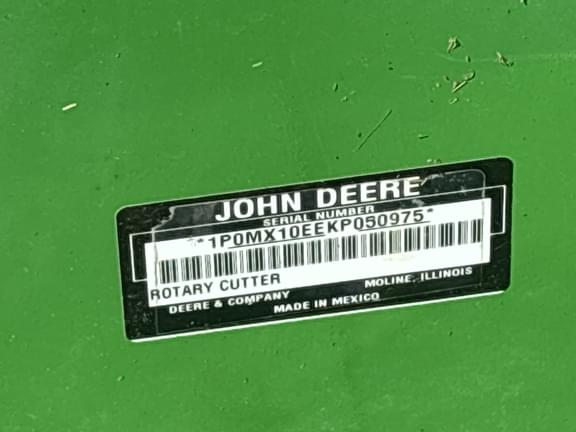 JOHN DEERE
SERIAL NUMBER
*1P0MX10EEKP050975*
ROTARY CUTTER
DEERE & COMPANY MOLINE, ILLINOIS
MADE IN MEXICO